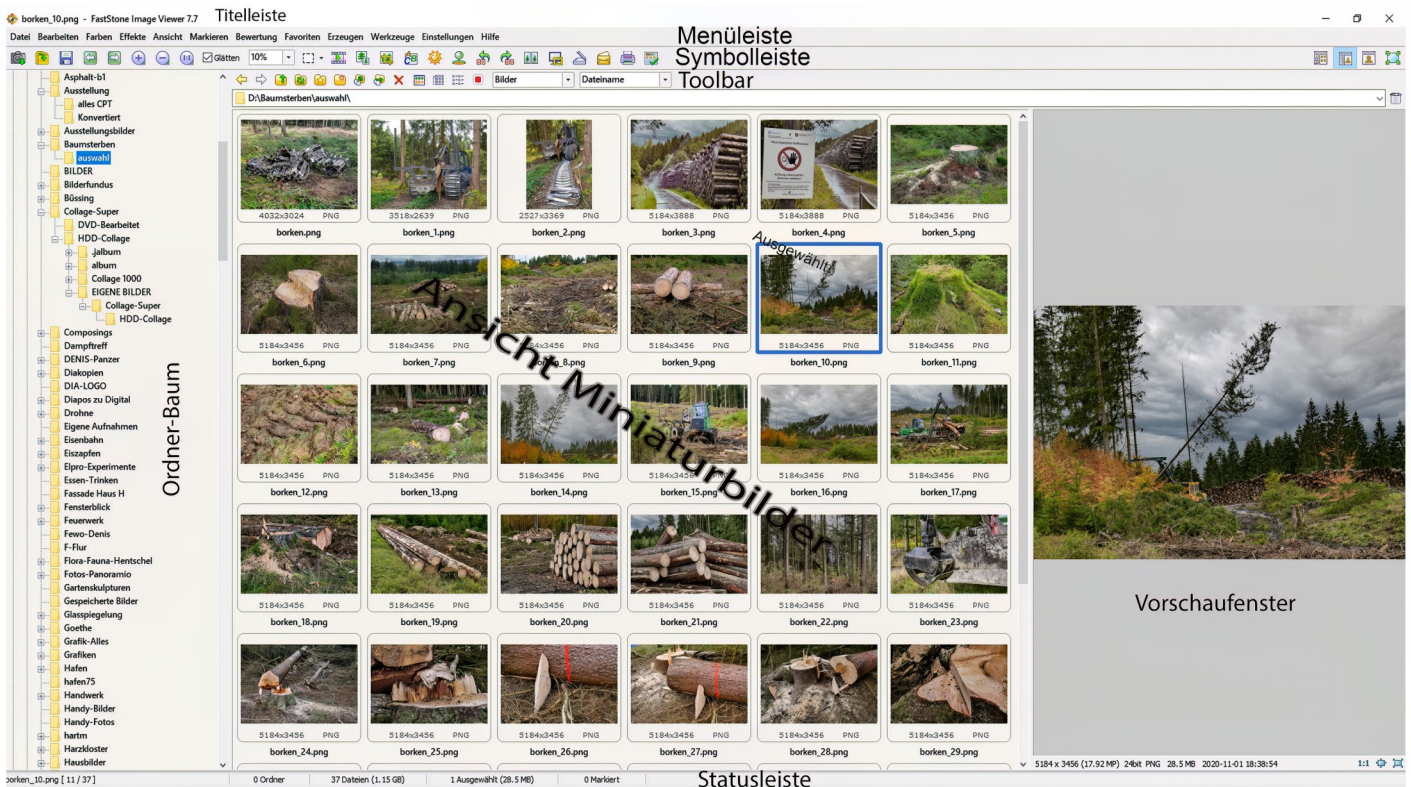 borken_10.png - FastStone Image Viewer 7.7 Titelleiste
Datei Bearbeiten Farben Effekte Ansicht Markieren Bewertung Favoriten Erzeugen Werkzeuge Einstellungen Hilfe Menüleiste
Glätten 10% Symbolleiste
Bilder Dateiname Toolbar
D:\Baumsterben\auswahl\
Asphalt-b1
Ausstellung
alles CPT
Konvertiert
Ausstellungsbilder
Baumsterben
auswahl
BILDER
Bilderfundus
Büssing
Collage-Super
DVD-Bearbeitet
HDD-Collage
.jalbum
album
Collage 1000
EIGENE BILDER
Collage-Super
HDD-Collage
Composings
Dampftreff
DENIS-Panzer
Diakopien
DIA-LOGO
Diapos zu Digital
Drohne
Eigene Aufnahmen
Eisenbahn
Eiszapfen
Elpro-Experimente
Essen-Trinken
Fassade Haus H
Fensterblick
Feuerwerk
Fewo-Denis
F-Flur
Flora-Fauna-Hentschel
Fotos-Panoramio
Gartenskulpturen
Gespeicherte Bilder
Glasspiegelung
Goethe
Grafik-Alles
Grafiken
Hafen
hafen75
Handwerk
Handy-Bilder
Handy-Fotos
hartm
Harzkloster
Hausbilder
Ordner-Baum
4032x3024 PNG 3518x2639 PNG 2527x3369 PNG 5184x3888 PNG 5184x3888 PNG 5184x3456 PNG
borken.png borken_1.png borken_2.png borken_3.png borken_4.png borken_5.png
Ausgewählt
5184x3456 PNG 5184x3456 PNG 5184x3456 PNG 5184x3456 PNG 5184x3456 PNG 5184x3456 PNG
borken_6.png borken_7.png borken_8.png borken_9.png borken_10.png borken_11.png
Ansicht Miniaturbilder
5184x3456 PNG 5184x3456 PNG 5184x3456 PNG 5184x3456 PNG 5184x3456 PNG 5184x3456 PNG
borken_12.png borken_13.png borken_14.png borken_15.png borken_16.png borken_17.png
5184x3456 PNG 5184x3456 PNG 5184x3456 PNG 5184x3456 PNG 5184x3456 PNG 5184x3456 PNG
borken_18.png borken_19.png borken_20.png borken_21.png borken_22.png borken_23.png
5184x3456 PNG 5184x3456 PNG 5184x3456 PNG 5184x3456 PNG 5184x3456 PNG 5184x3456 PNG
borken_24.png borken_25.png borken_26.png borken_27.png borken_28.png borken_29.png
Vorschaufenster
5184 x 3456 (17.92 MP) 24bit PNG 28.5 MB 2020-11-01 18:38:54 1:1
borken_10.png [ 11 / 37 ] 0 Ordner 37 Dateien (1.15 GB) 1 Ausgewählt (28.5 MB) 0 Markiert Statusleiste